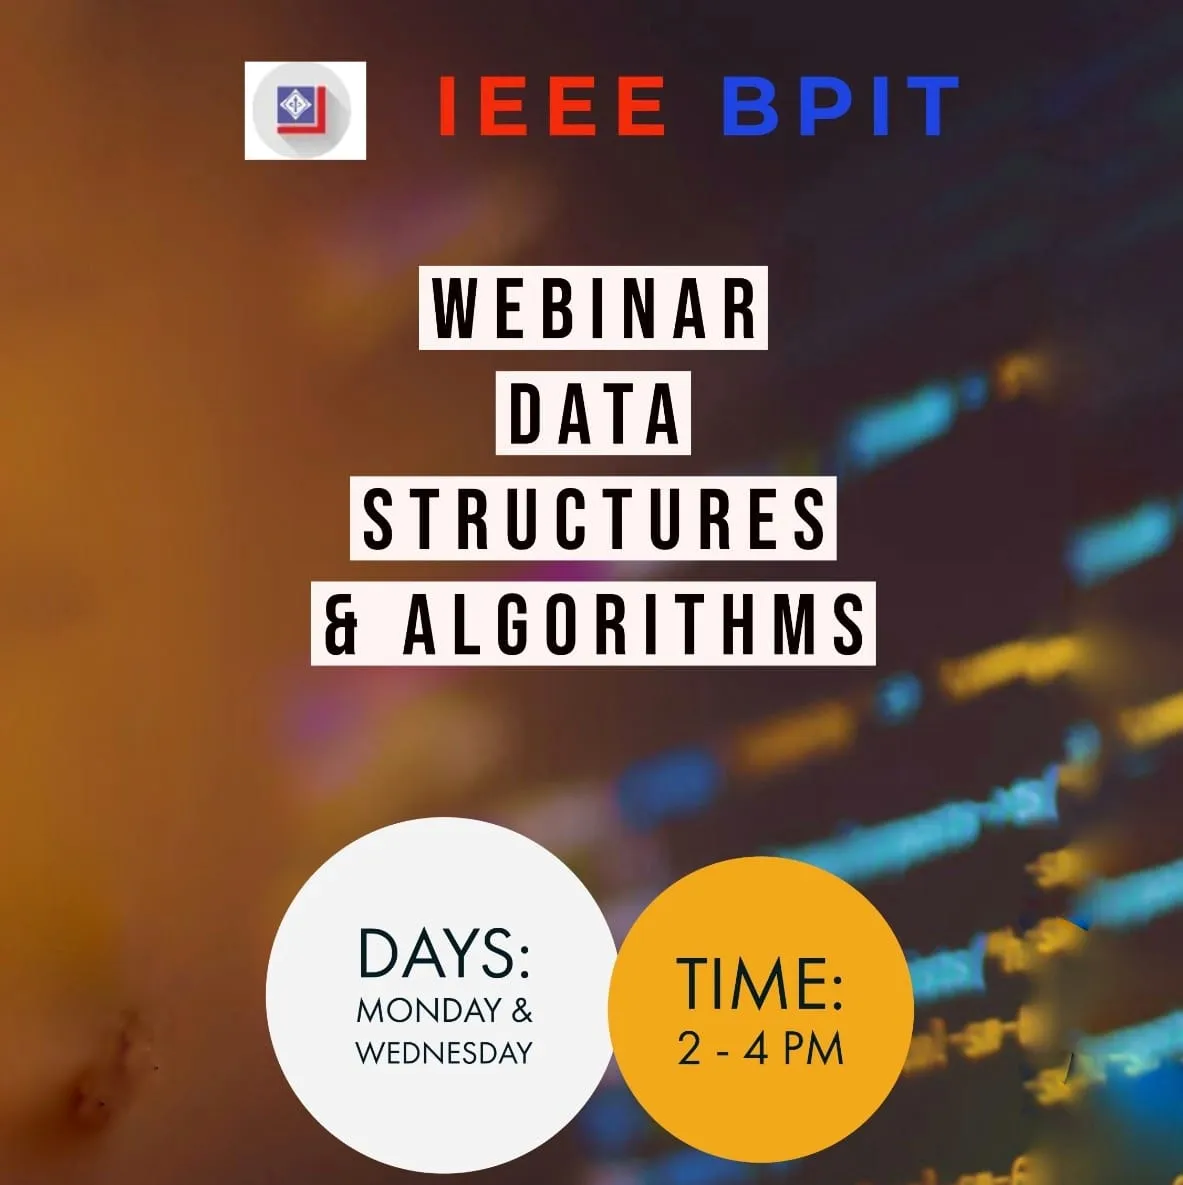 IEEE BPIT
WEBINAR
DATA
STRUCTURES
& ALGORITHMS
DAYS:
MONDAY &
WEDNESDAY
TIME:
2 - 4 PM